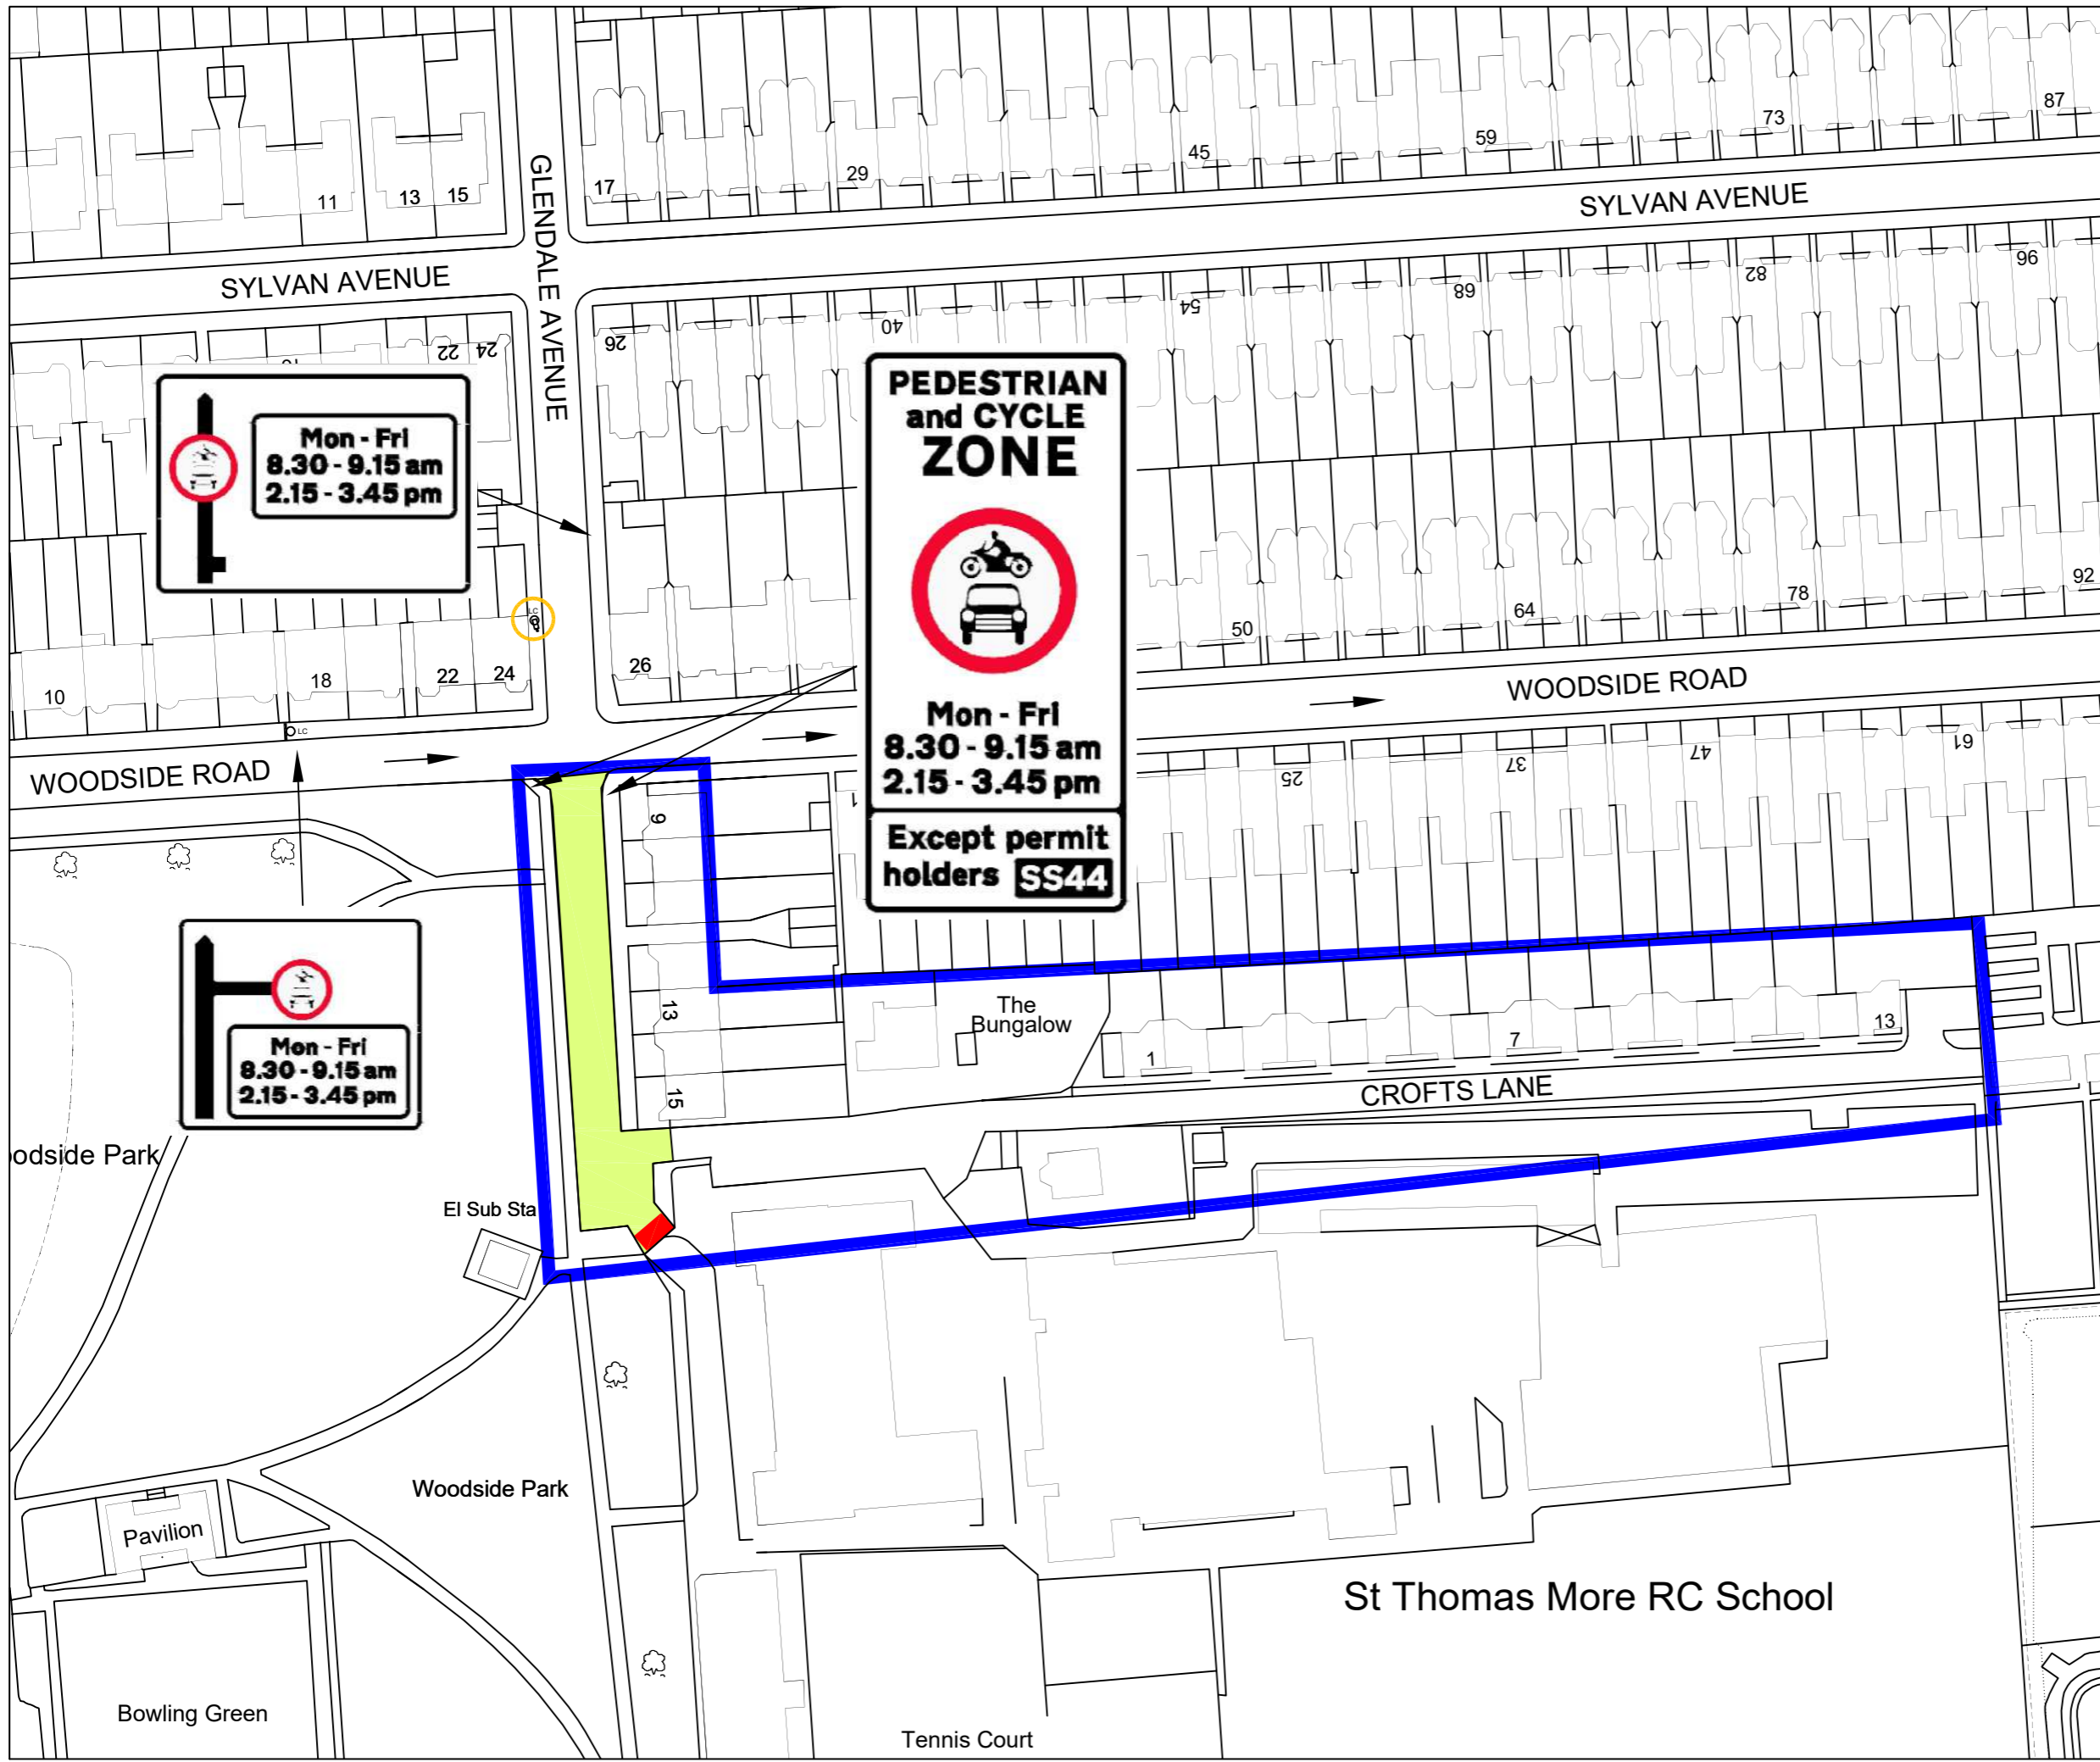 87
73
59
45
29
17
11
13
15
GLENDALE AVENUE
SYLVAN AVENUE
SYLVAN AVENUE
96
82
68
54
40
26
22
24
PEDESTRIAN
and CYCLE
ZONE
Mon - Fri
8.30 - 9.15 am
2.15 - 3.45 pm
Except permit
holders SS44
Mon - Fri
8.30 - 9.15 am
2.15 - 3.45 pm
LC
92
78
64
50
26
24
22
18
10
LC
WOODSIDE ROAD
WOODSIDE ROAD
61
47
37
25
9
13
15
The
Bungalow
1
7
13
CROFTS LANE
Mon - Fri
8.30 - 9.15 am
2.15 - 3.45 pm
oodside Park
El Sub Sta
Woodside Park
Pavilion
St Thomas More RC School
Bowling Green
Tennis Court